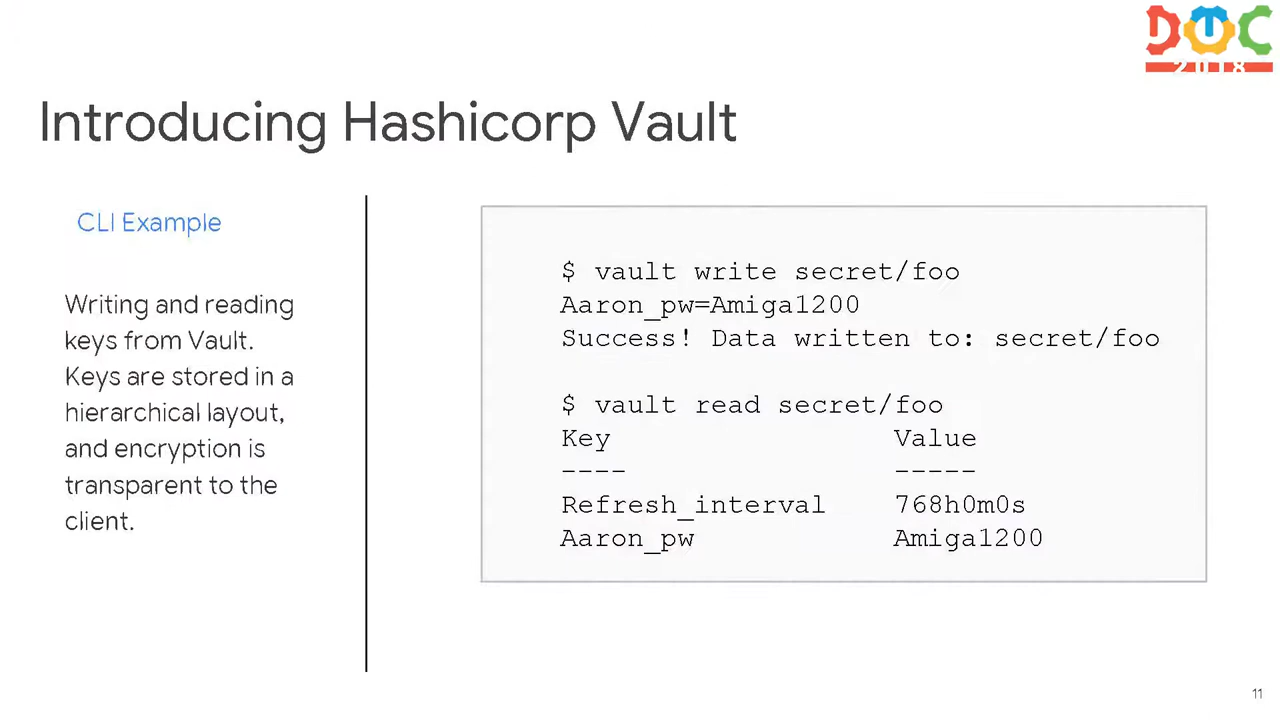 DUC
2018
Introducing Hashicorp Vault
CLI Example
Writing and reading
keys from Vault.
Keys are stored in a
hierarchical layout,
and encryption is
transparent to the
client.
$ vault write secret/foo
Aaron_pw=Amiga1200
Success! Data written to: secret/foo
$ vault read secret/foo
Key Value
---- -----
Refresh_interval 768h0m0s
Aaron_pw Amiga1200
11